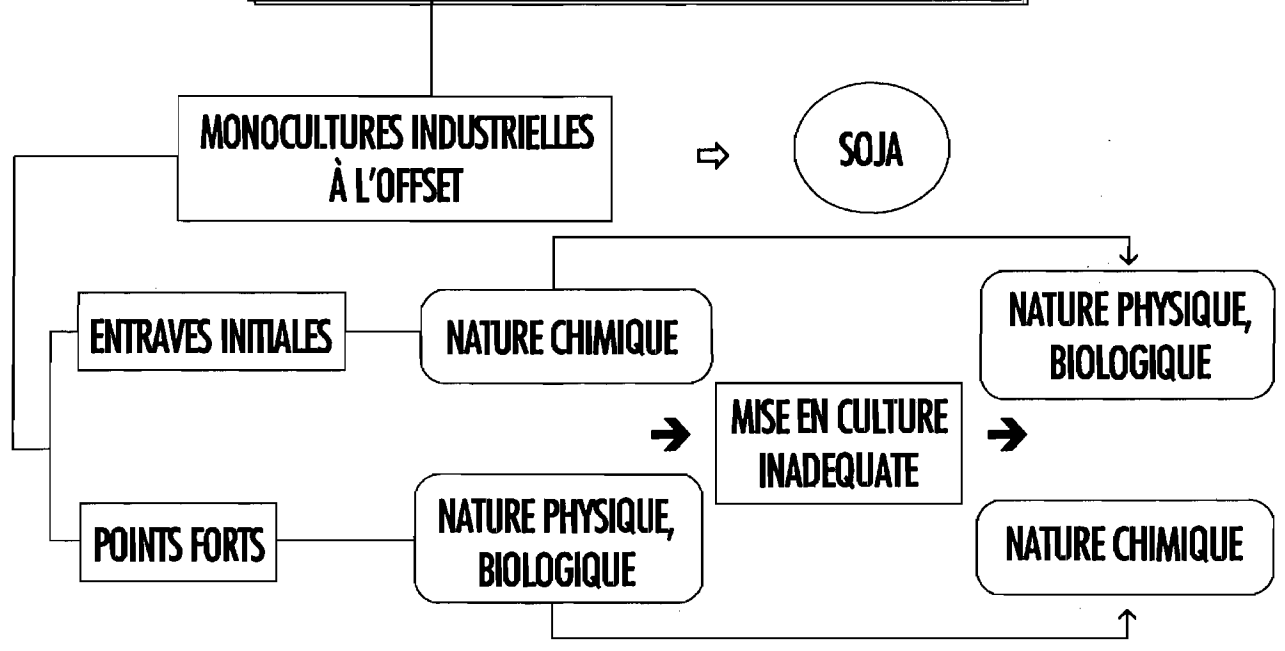 MONOCULTURES INDUSTRIELLES
À L'OFFSET
SOJA
ENTRAVES INITIALES
NATURE CHIMIQUE
NATURE PHYSIQUE,
BIOLOGIQUE
MISE EN CULTURE
INADEQUATE
POINTS FORTS
NATURE PHYSIQUE,
BIOLOGIQUE
NATURE CHIMIQUE